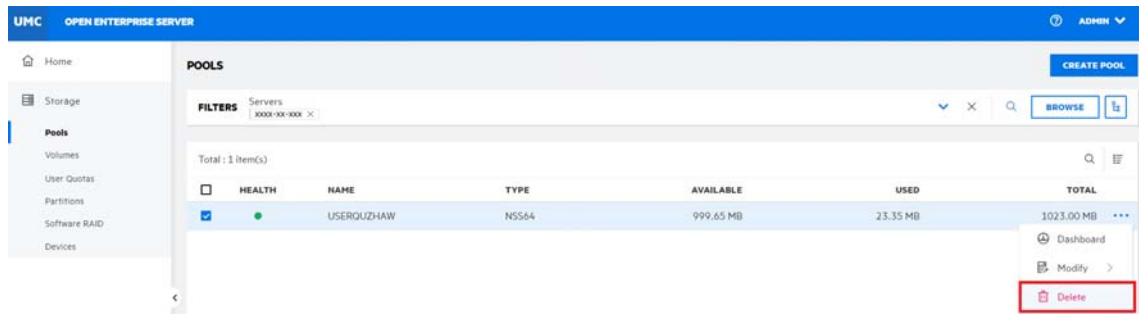 UMC OPEN ENTERPRISE SERVER ADMIN
Home
POOLS CREATE POOL
Storage
FILTERS Servers
xxxx-xx-xxx × BROWSE
Pools
Volumes
Total : 1 item(s)
User Quotas
HEALTH NAME TYPE AVAILABLE USED TOTAL
Partitions
USERQUZHAW NSS64 999.65 MB 23.35 MB 1023.00 MB
Software RAID
Devices
Dashboard
Modify
Delete